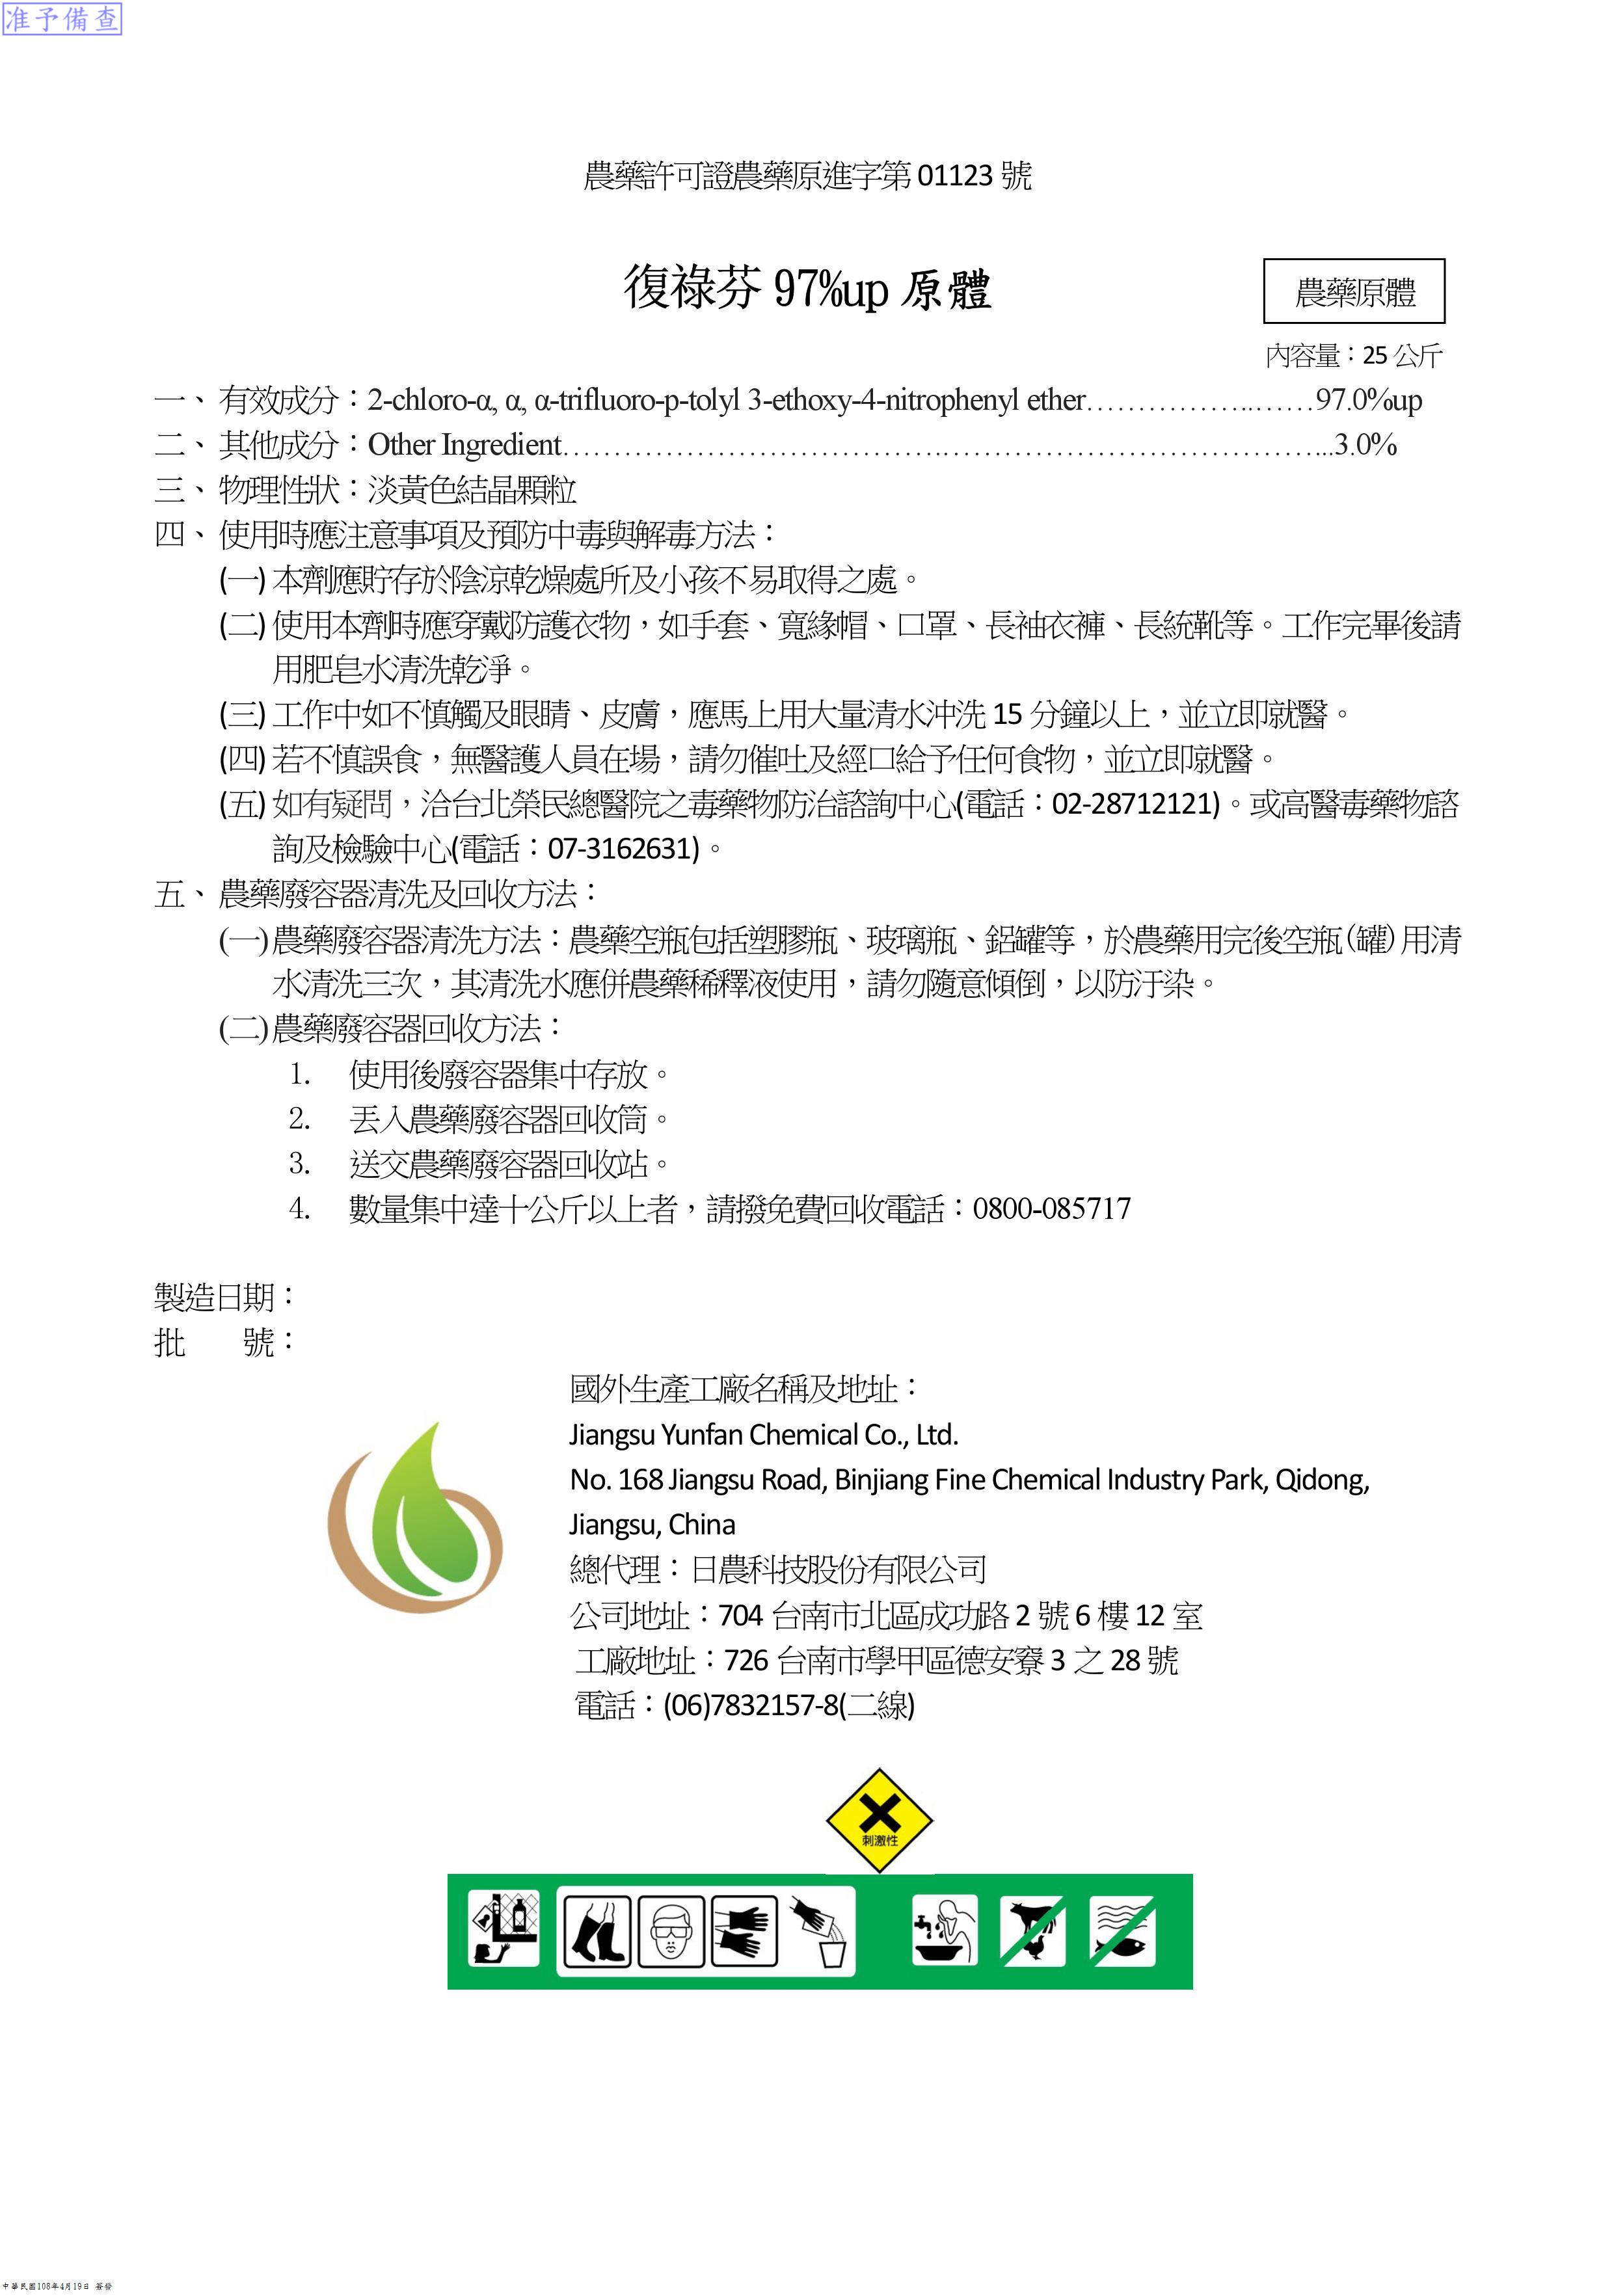 准予備查
農藥許可證農藥原進字第 01123 號
復祿芬 97%up 原體
農藥原體
內容量：25 公斤
一、 有效成分：2-chloro-α, α, α-trifluoro-p-tolyl 3-ethoxy-4-nitrophenyl ether……………..……97.0%up
二、 其他成分：Other Ingredient……………………………….………………………………...3.0%
三、 物理性狀：淡黃色結晶顆粒
四、 使用時應注意事項及預防中毒與解毒方法：
(一) 本劑應貯存於陰涼乾燥處所及小孩不易取得之處。
(二) 使用本劑時應穿戴防護衣物，如手套、寬緣帽、口罩、長袖衣褲、長統靴等。工作完畢後請
用肥皂水清洗乾淨。
(三) 工作中如不慎觸及眼睛、皮膚，應馬上用大量清水沖洗 15 分鐘以上，並立即就醫。
(四) 若不慎誤食，無醫護人員在場，請勿催吐及經口給予任何食物，並立即就醫。
(五) 如有疑問，洽台北榮民總醫院之毒藥物防治諮詢中心(電話：02-28712121)。或高醫毒藥物諮
詢及檢驗中心(電話：07-3162631)。
五、 農藥廢容器清洗及回收方法：
(一) 農藥廢容器清洗方法：農藥空瓶包括塑膠瓶、玻璃瓶、鋁罐等，於農藥用完後空瓶(罐)用清
水清洗三次，其清洗水應併農藥稀釋液使用，請勿隨意傾倒，以防汙染。
(二) 農藥廢容器回收方法：
1. 使用後廢容器集中存放。
2. 丟入農藥廢容器回收筒。
3. 送交農藥廢容器回收站。
4. 數量集中達十公斤以上者，請撥免費回收電話：0800-085717
製造日期：
批　　號：
國外生產工廠名稱及地址：
Jiangsu Yunfan Chemical Co., Ltd.
No. 168 Jiangsu Road, Binjiang Fine Chemical Industry Park, Qidong,
Jiangsu, China
總代理：日農科技股份有限公司
公司地址：704 台南市北區成功路 2 號 6 樓 12 室
工廠地址：726 台南市學甲區德安寮 3 之 28 號
電話：(06)7832157-8(二線)
刺激性
中華民國108年4月19日 簽發